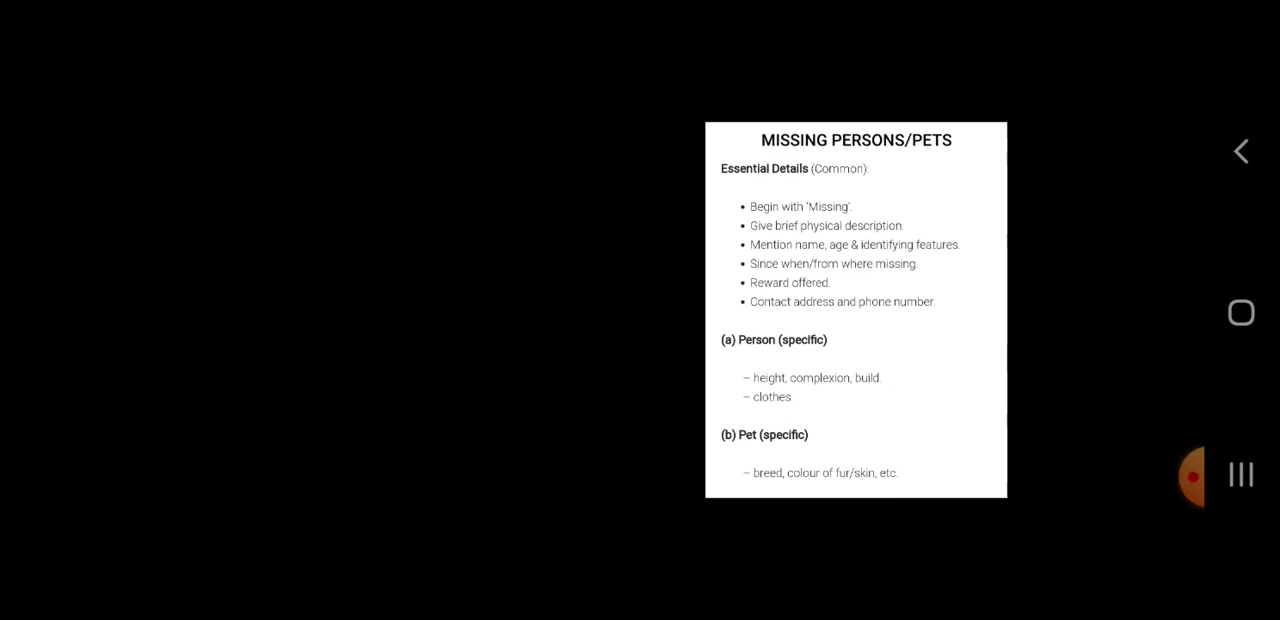 MISSING PERSONS/PETS
Essential Details (Common):
• Begin with 'Missing'.
• Give brief physical description.
• Mention name, age & identifying features.
• Since when/from where missing.
• Reward offered.
• Contact address and phone number.
(a) Person (specific)
– height, complexion, build.
– clothes
(b) Pet (specific)
– breed, colour of fur/skin, etc.